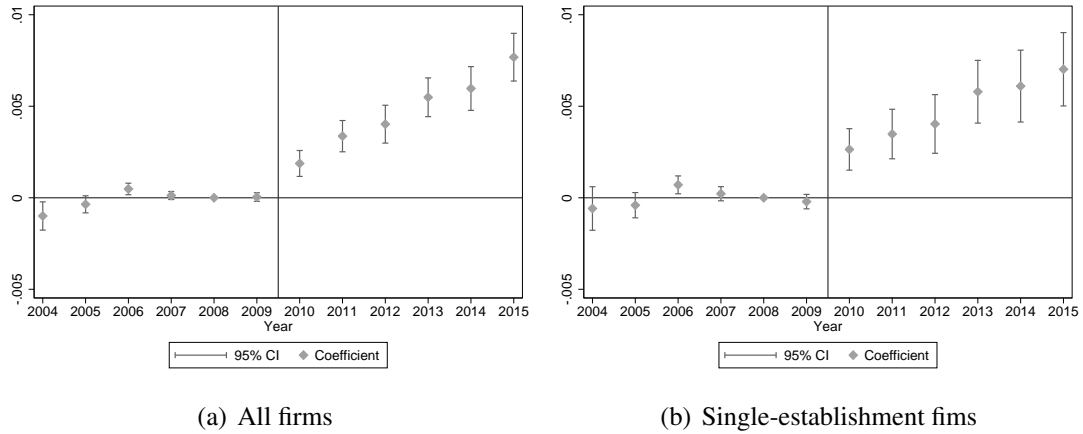 .01
.005
0
-.005
2004 2005 2006 2007 2008 2009 2010 2011 2012 2013 2014 2015
Year
95% CI Coefficient
(a) All firms
.01
.005
0
-.005
2004 2005 2006 2007 2008 2009 2010 2011 2012 2013 2014 2015
Year
95% CI Coefficient
(b) Single-establishment fims